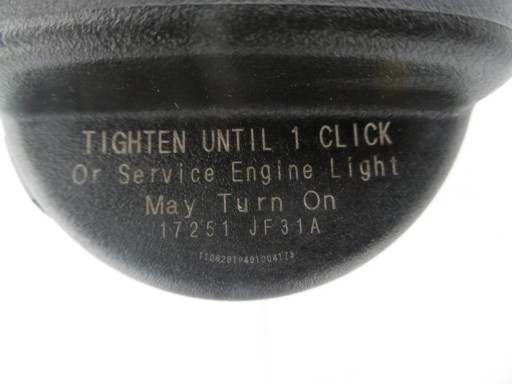 TIGHTEN UNTIL 1 CLICK
Or Service Engine Light
May Turn On
17251 JF31A